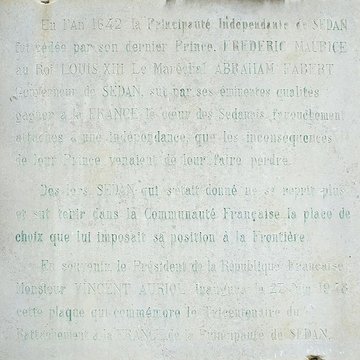 En l'An 1642 la Principauté Indépendante de SEDAN
fut cédée par son dernier Prince, FREDERIC MAURICE
au Roi LOUIS XIII Le Maréchal ABRAHAM FABERT
Gouverneur de SEDAN, sut par ses éminentes qualités
gagner à la FRANCE le cœur des Sedanais farouchement
attachés à une indépendance, que les inconséquences
de leur Prince venaient de leur faire perdre.
Dès lors SEDAN qui s'était donné ne se reprit plus
et sut tenir dans la Communauté Française la place de
choix que lui imposait sa position à la Frontière.
En souvenir le Président de la République Française
Monsieur VINCENT AURIOL inaugura le 27 1948
cette plaque qui commémore le Tricentenaire du
Rattachement à la FRANCE de la Principauté de SEDAN.